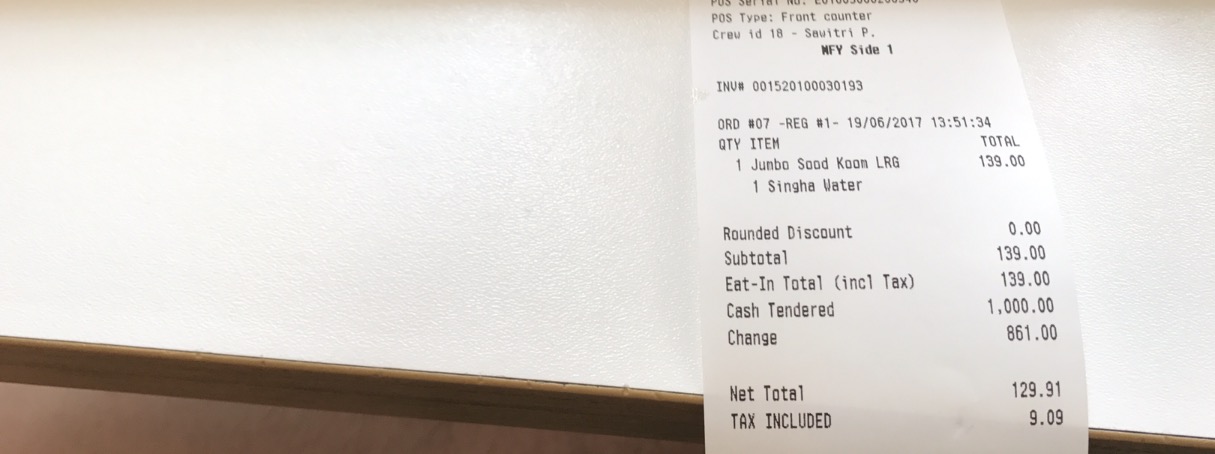 POS Type: Front counter
Crew id 18 - Sawitri P.
MFY Side 1
INV# 001520100030193
ORD #07 -REG #1- 19/06/2017 13:51:34
QTY ITEM TOTAL
1 Jumbo Sood Koom LRG 139.00
1 Singha Water
Rounded Discount 0.00
Subtotal 139.00
Eat-In Total (incl Tax) 139.00
Cash Tendered 1,000.00
Change 861.00
Net Total 129.91
TAX INCLUDED 9.09